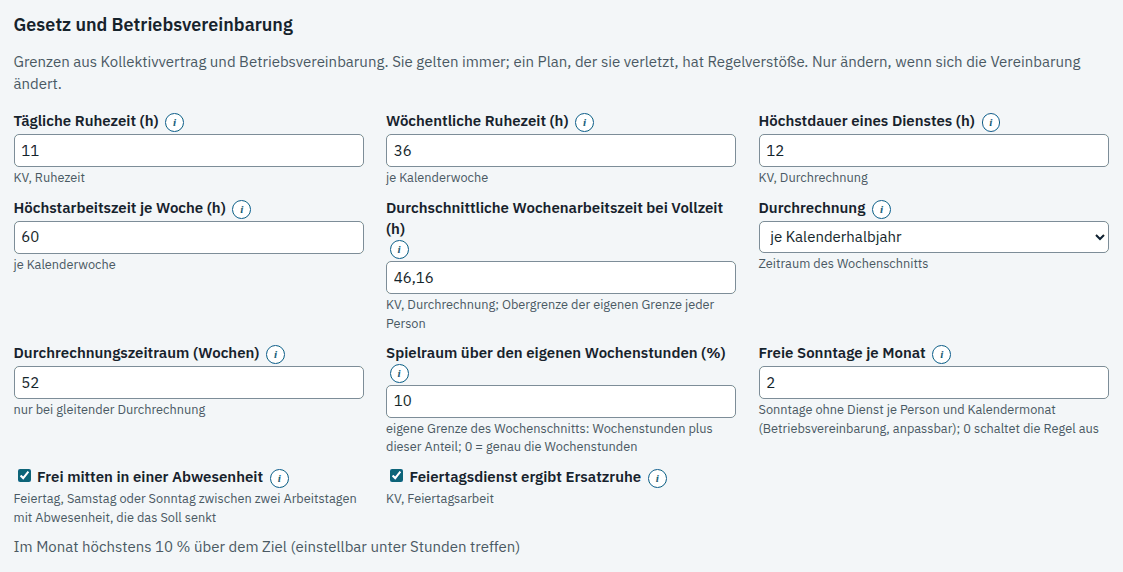 Gesetz und Betriebsvereinbarung
Grenzen aus Kollektivvertrag und Betriebsvereinbarung. Sie gelten immer; ein Plan, der sie verletzt, hat Regelverstöße. Nur ändern, wenn sich die Vereinbarung
ändert.
Tägliche Ruhezeit (h) i
11
KV, Ruhezeit
Wöchentliche Ruhezeit (h) i
36
je Kalenderwoche
Höchstdauer eines Dienstes (h) i
12
KV, Durchrechnung
Höchstarbeitszeit je Woche (h) i
60
je Kalenderwoche
Durchschnittliche Wochenarbeitszeit bei Vollzeit
(h)
i
46,16
KV, Durchrechnung; Obergrenze der eigenen Grenze jeder
Person
Durchrechnung i
je Kalenderhalbjahr
Zeitraum des Wochenschnitts
Durchrechnungszeitraum (Wochen) i
52
nur bei gleitender Durchrechnung
Spielraum über den eigenen Wochenstunden (%)
i
10
eigene Grenze des Wochenschnitts: Wochenstunden plus
dieser Anteil; 0 = genau die Wochenstunden
Freie Sonntage je Monat i
2
Sonntage ohne Dienst je Person und Kalendermonat
(Betriebsvereinbarung, anpassbar); 0 schaltet die Regel aus
Frei mitten in einer Abwesenheit i
Feiertag, Samstag oder Sonntag zwischen zwei Arbeitstagen
mit Abwesenheit, die das Soll senkt
Feiertagsdienst ergibt Ersatzruhe i
KV, Feiertagsarbeit
Im Monat höchstens 10 % über dem Ziel (einstellbar unter Stunden treffen)